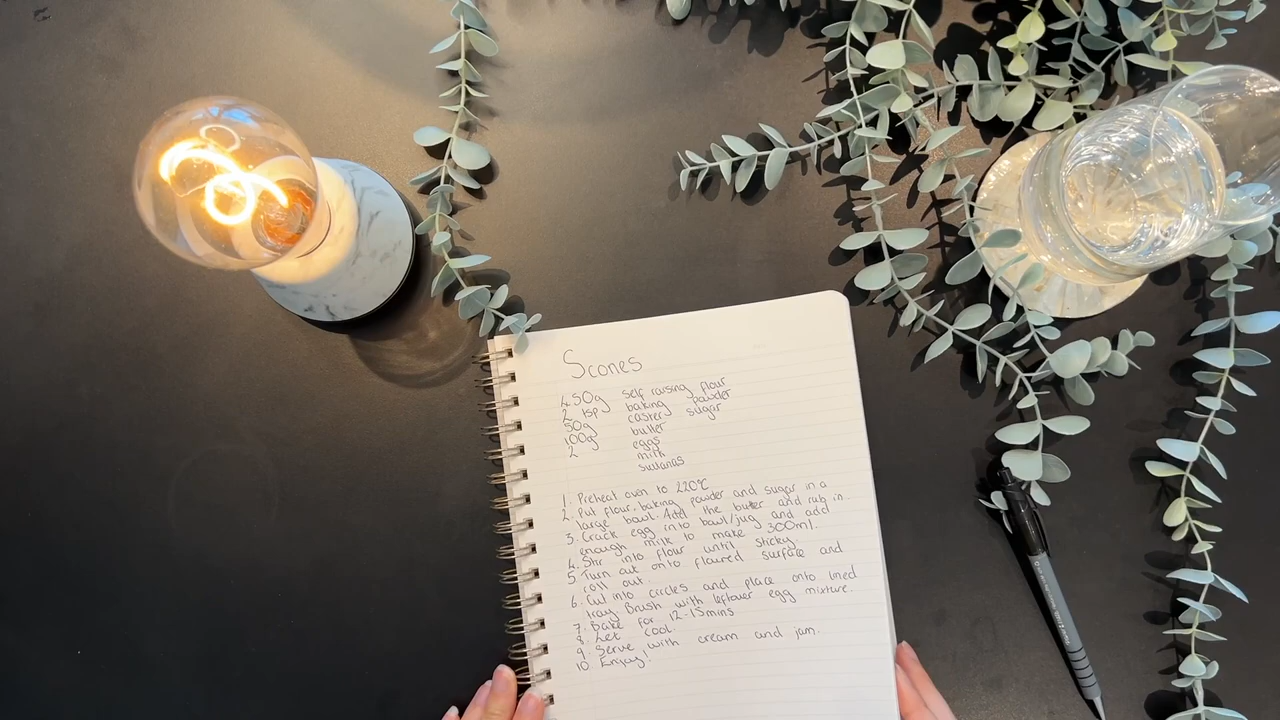 Scones
450g self raising flour
2 tsp baking powder
50g caster sugar
100g butter
2 eggs
milk
sultanas
1. Preheat oven to 220°C
2. Put flour, baking powder and sugar in a
large bowl. Add the butter and rub in.
3. Crack egg into bowl/jug and add
enough milk to make 300ml.
4. Stir into flour until sticky.
5. Turn out onto floured surface and
roll out.
6. Cut into circles and place onto lined
tray. Brush with leftover egg mixture.
7. Bake for 12-15mins
8. Let cool.
9. Serve with cream and jam.
10. Enjoy!